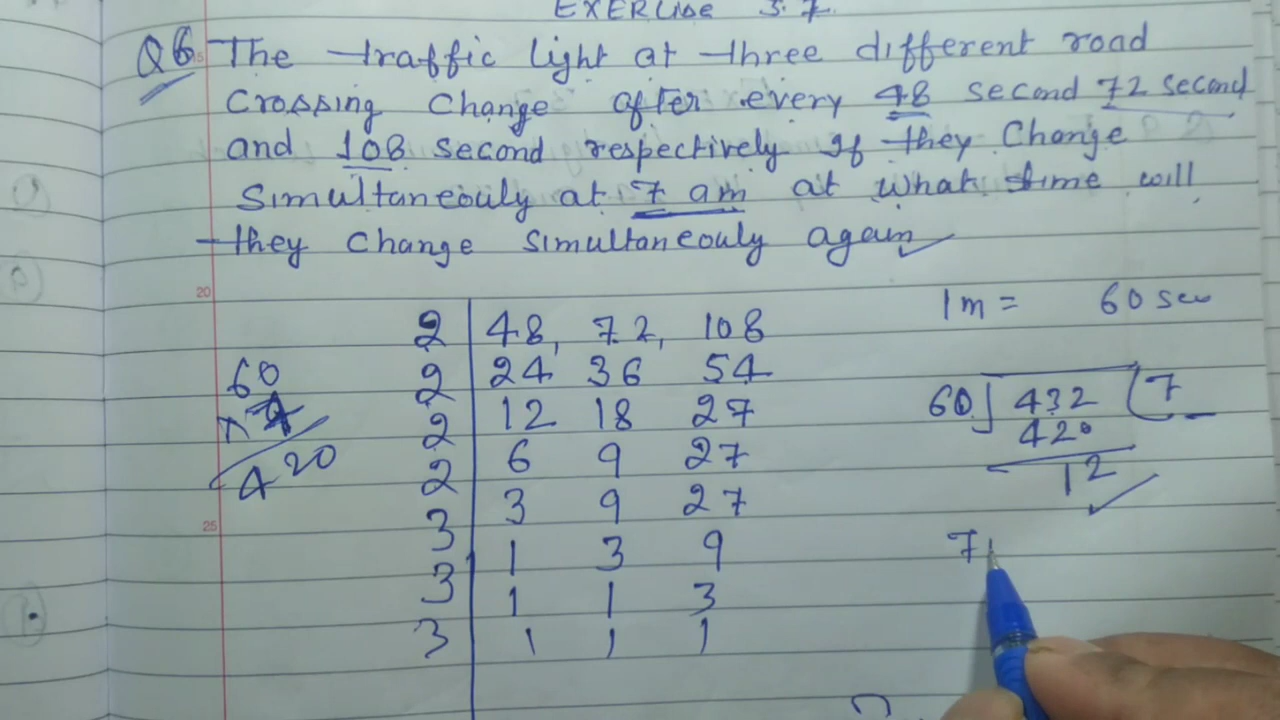 EXERCISE 3.7
Q6 The traffic light at three different road
crossing change after every 48 second 72 second
and 108 second respectively If they change
simultaneouly at 7 am at what time will
they change simultaneouly again
20
1m = 60 sec
2 48, 72, 108
2 24 36 54
2 12 18 27
2 6 9 27
2 3 9 27
3 1 3 9
3 1 1 3
3 1 1 1
60
×7
420
25
60 432 7
420
12
7